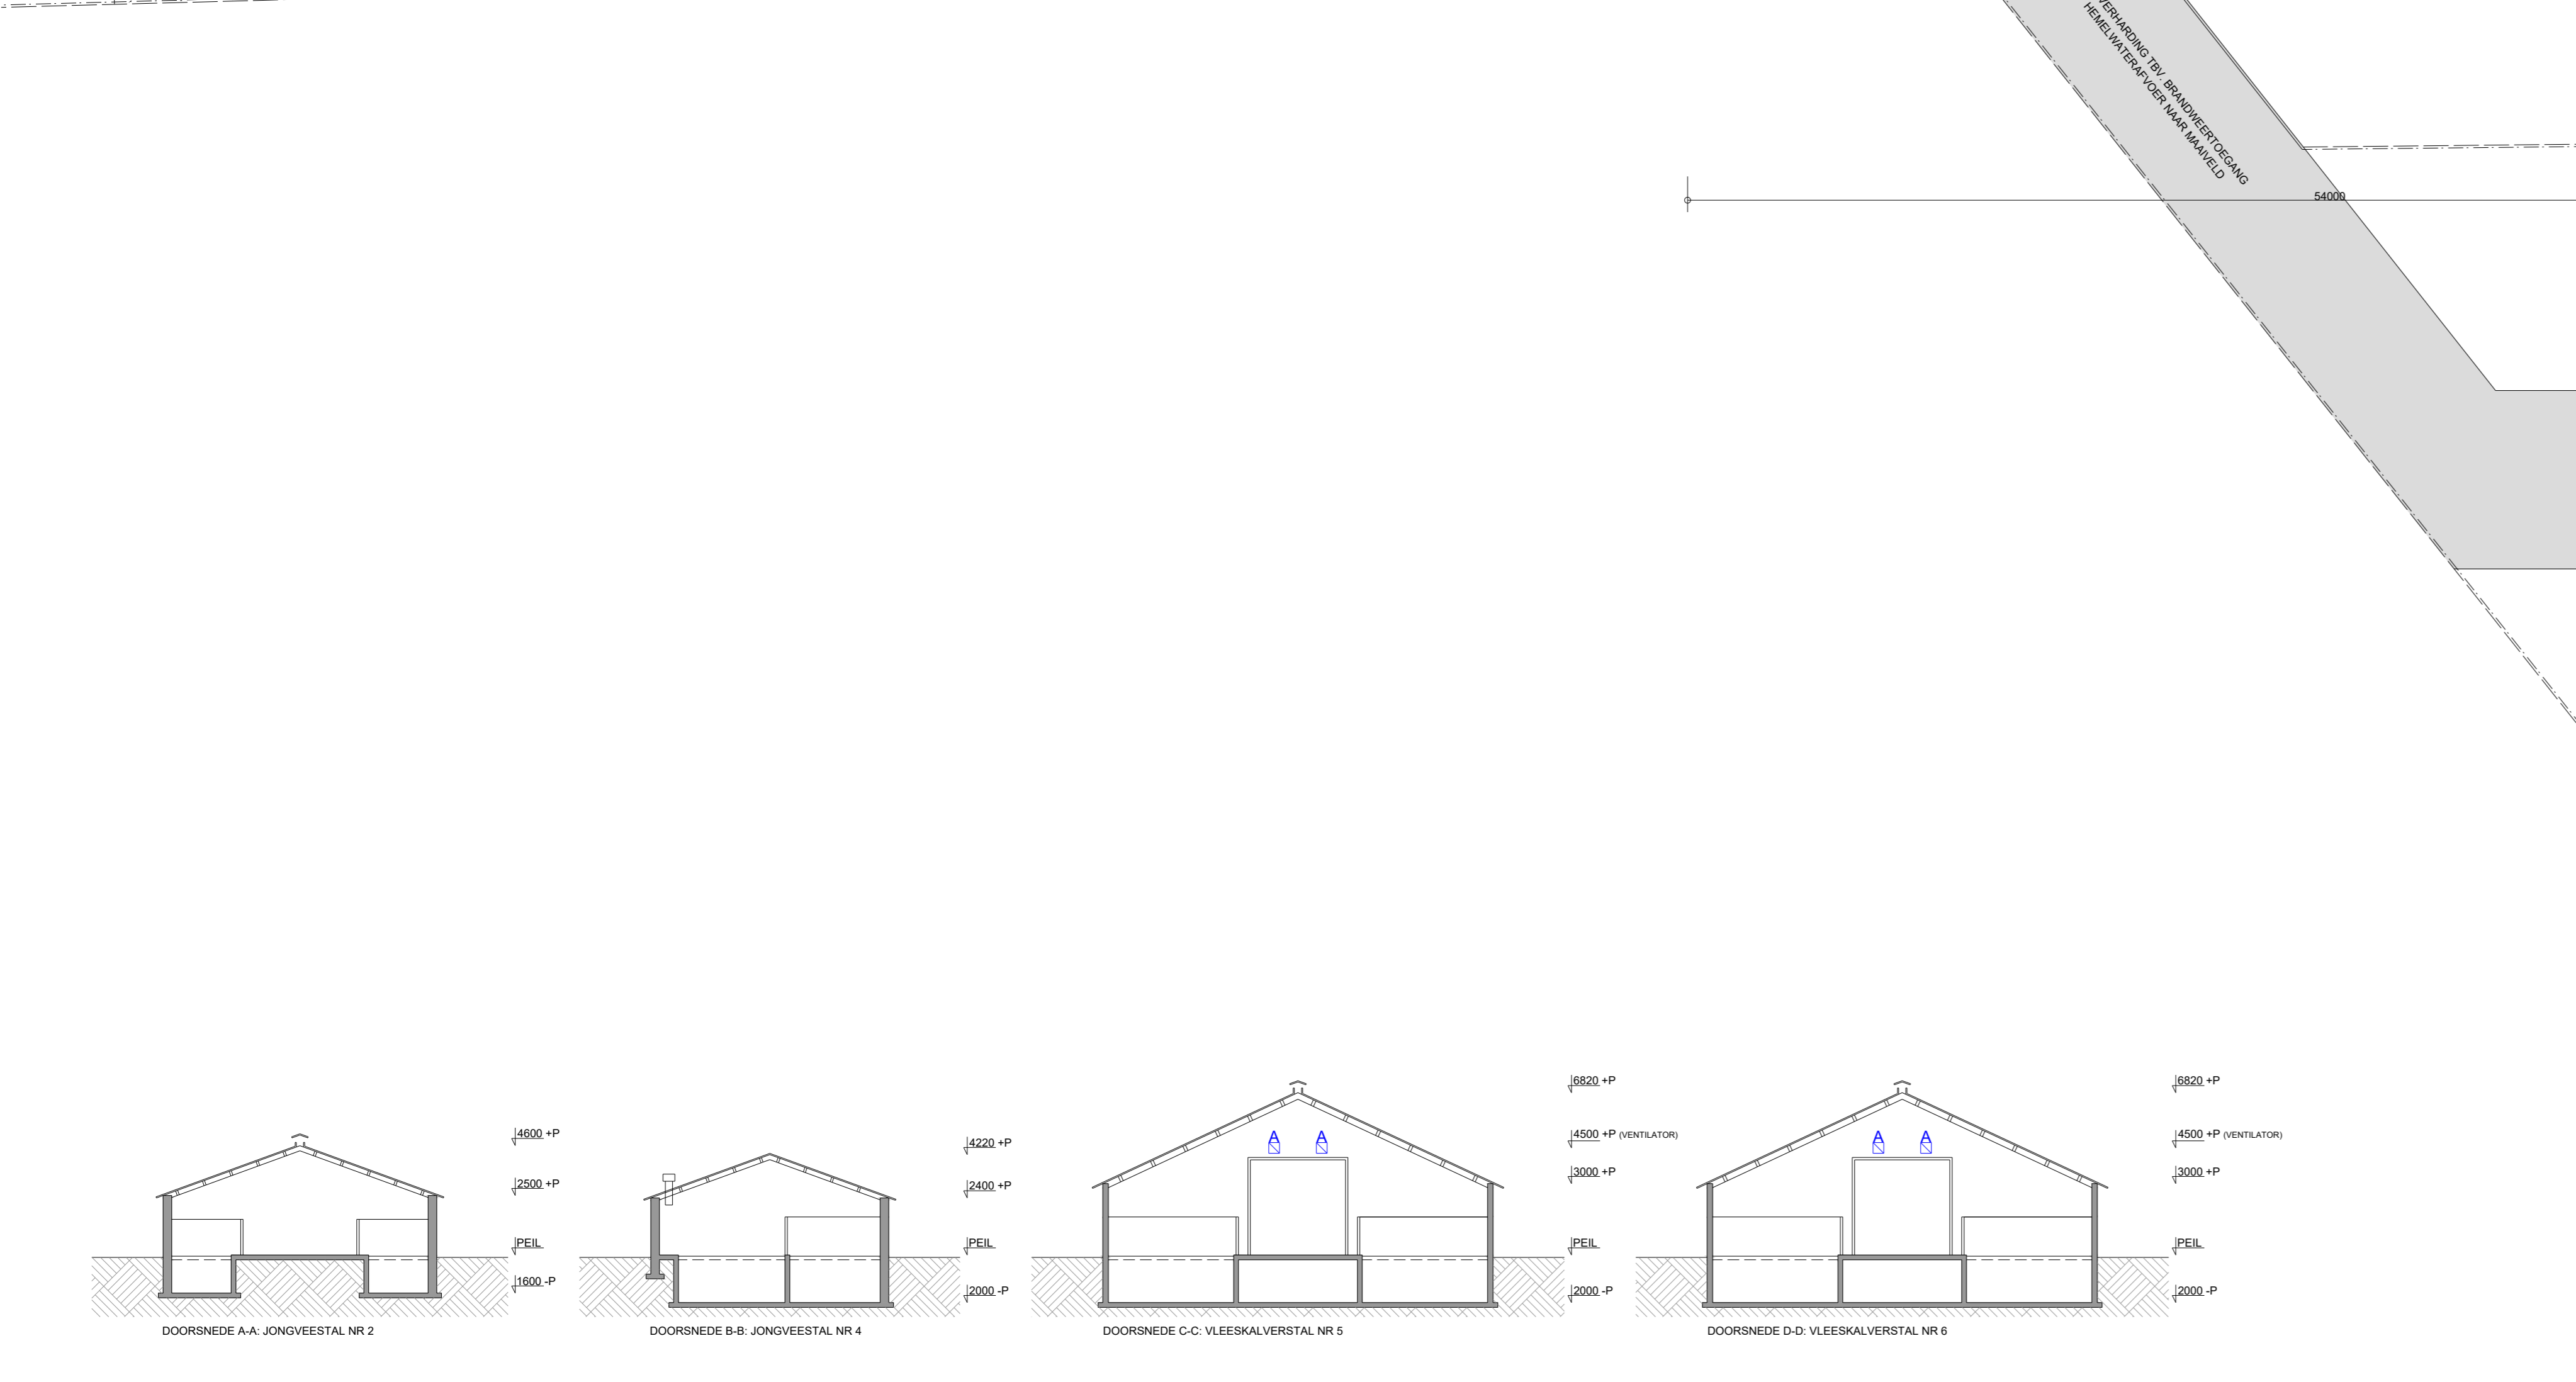 VERHARDING TBV. BRANDWEERTOEGANG
HEMELWATERAFVOER NAAR MAAIVELD
54000
4600 +P
2500 +P
PEIL
1600 -P
DOORSNEDE A-A: JONGVEESTAL NR 2
4220 +P
2400 +P
PEIL
2000 -P
DOORSNEDE B-B: JONGVEESTAL NR 4
A A
6820 +P
4500 +P (VENTILATOR)
3000 +P
PEIL
2000 -P
DOORSNEDE C-C: VLEESKALVERSTAL NR 5
A A
6820 +P
4500 +P (VENTILATOR)
3000 +P
PEIL
2000 -P
DOORSNEDE D-D: VLEESKALVERSTAL NR 6